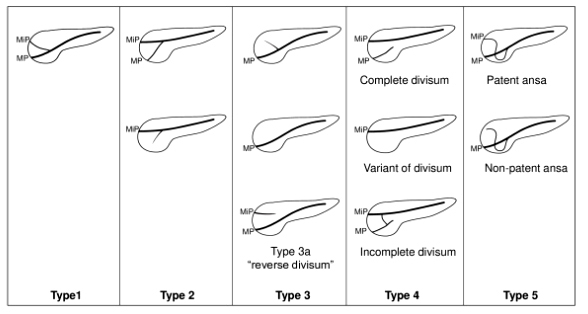 MiP
MP
MiP
MP
MP
MiP
MP
Complete divisum
MiP
MP
Patent ansa
MiP
MP
MiP
Variant of divisum
MP
Non-patent ansa
MiP
MP
Type 3a
“reverse divisum”
MiP
MP
Incomplete divisum
Type1
Type 2
Type 3
Type 4
Type 5